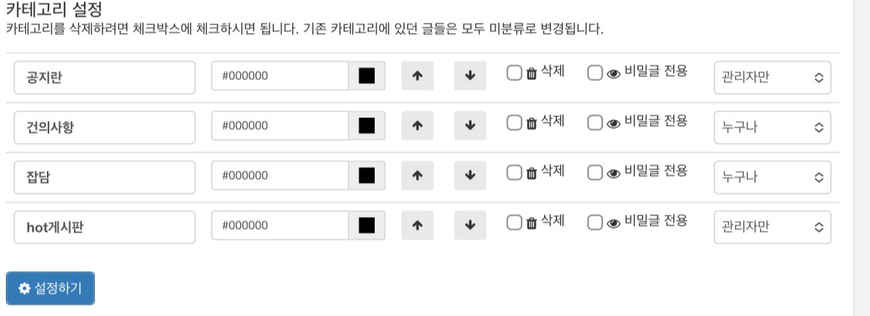 카테고리 설정
카테고리를 삭제하려면 체크박스에 체크하시면 됩니다. 기존 카테고리에 있던 글들은 모두 미분류로 변경됩니다.
공지란 #000000 삭제 비밀글 전용 관리자만
건의사항 #000000 삭제 비밀글 전용 누구나
잡담 #000000 삭제 비밀글 전용 누구나
hot게시판 #000000 삭제 비밀글 전용 관리자만
설정하기